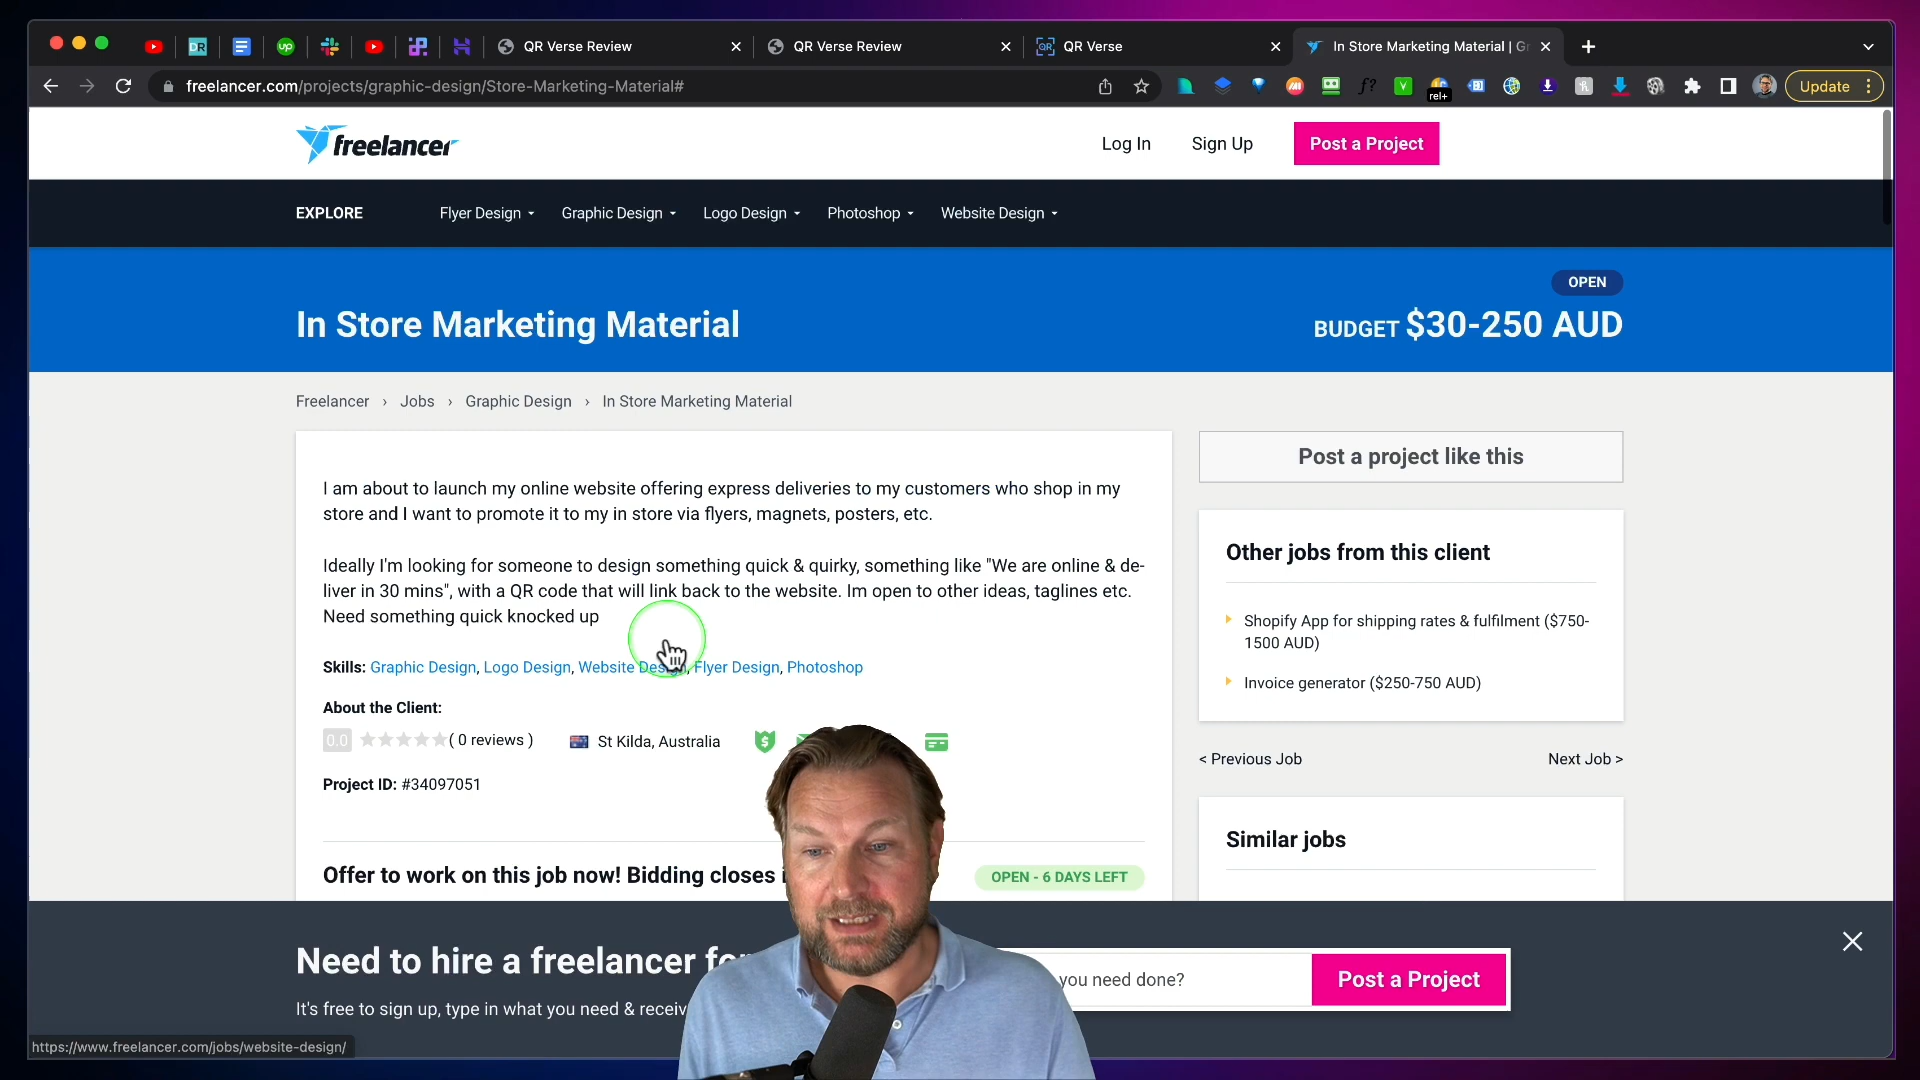 QR Verse Review
QR Verse Review
QR Verse
In Store Marketing Material | Gr
freelancer.com/projects/graphic-design/Store-Marketing-Material#
rel+
Update
freelancer
Log In
Sign Up
Post a Project
EXPLORE
Flyer Design
Graphic Design
Logo Design
Photoshop
Website Design
OPEN
In Store Marketing Material
BUDGET $30-250 AUD
Freelancer › Jobs › Graphic Design › In Store Marketing Material
I am about to launch my online website offering express deliveries to my customers who shop in my
store and I want to promote it to my in store via flyers, magnets, posters, etc.
Ideally I'm looking for someone to design something quick & quirky, something like "We are online & de-
liver in 30 mins", with a QR code that will link back to the website. Im open to other ideas, taglines etc.
Need something quick knocked up
Skills: Graphic Design, Logo Design, Website Design, Flyer Design, Photoshop
About the Client:
0.0 ( 0 reviews ) St Kilda, Australia
Project ID: #34097051
Offer to work on this job now! Bidding closes i
OPEN - 6 DAYS LEFT
Post a project like this
Other jobs from this client
Shopify App for shipping rates & fulfilment ($750-
1500 AUD)
Invoice generator ($250-750 AUD)
< Previous Job
Next Job >
Similar jobs
Need to hire a freelancer for
It's free to sign up, type in what you need & receiv
you need done?
Post a Project
https://www.freelancer.com/jobs/website-design/